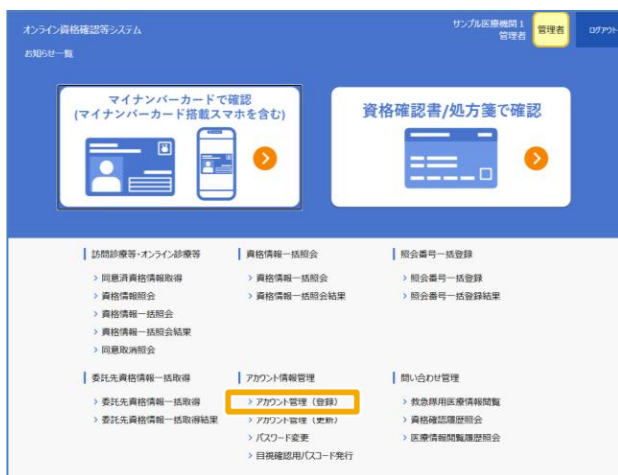 オンライン資格確認等システム
サンプル医療機関1
管理者
管理者
ログアウト
お知らせ一覧
マイナンバーカードで確認
(マイナンバーカード搭載スマホを含む)
資格確認書/処方箋で確認
訪問診療等・オンライン診療等
> 同意済資格情報取得
> 資格情報照会
> 資格情報一括照会
> 資格情報一括照会結果
> 同意取消照会
資格情報一括照会
> 資格情報一括照会
> 資格情報一括照会結果
照会番号一括登録
> 照会番号一括登録
> 照会番号一括登録結果
委託先資格情報一括取得
> 委託先資格情報一括取得
> 委託先資格情報一括取得結果
アカウント情報管理
> アカウント管理（登録）
> アカウント管理（更新）
> パスワード変更
> 目視確認用パスコード発行
問い合わせ管理
> 救急隊用医療情報閲覧
> 資格確認履歴照会
> 医療情報閲覧履歴照会